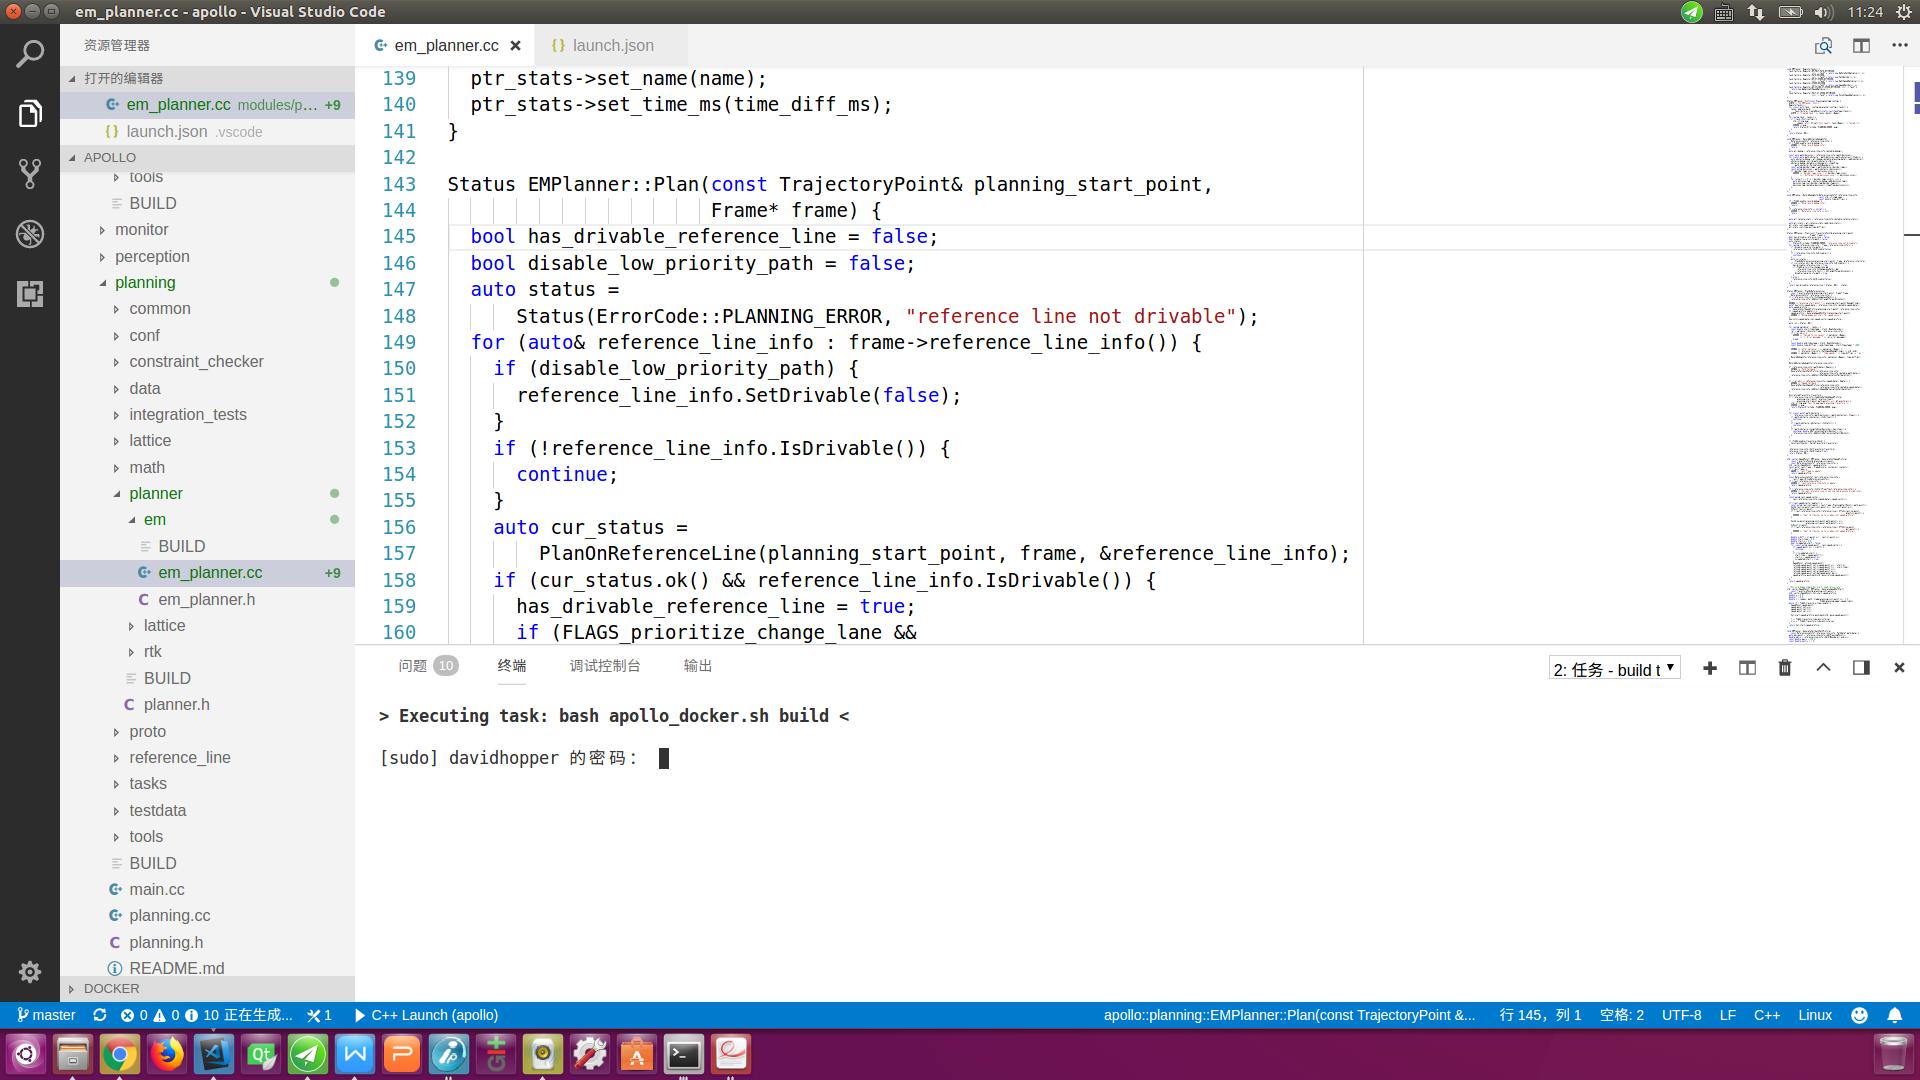 em_planner.cc - apollo - Visual Studio Code
11:24
资源管理器
打开的编辑器
em_planner.cc modules/p... +9
launch.json .vscode
APOLLO
tools
BUILD
monitor
perception
planning
common
conf
constraint_checker
data
integration_tests
lattice
math
planner
em
BUILD
em_planner.cc +9
em_planner.h
lattice
rtk
BUILD
planner.h
proto
reference_line
tasks
testdata
tools
BUILD
main.cc
planning.cc
planning.h
README.md
DOCKER
em_planner.cc
launch.json
139 ptr_stats->set_name(name);
140 ptr_stats->set_time_ms(time_diff_ms);
141 }
142
143 Status EMPlanner::Plan(const TrajectoryPoint& planning_start_point,
144 Frame* frame) {
145 bool has_drivable_reference_line = false;
146 bool disable_low_priority_path = false;
147 auto status =
148 Status(ErrorCode::PLANNING_ERROR, "reference line not drivable");
149 for (auto& reference_line_info : frame->reference_line_info()) {
150 if (disable_low_priority_path) {
151 reference_line_info.SetDrivable(false);
152 }
153 if (!reference_line_info.IsDrivable()) {
154 continue;
155 }
156 auto cur_status =
157 PlanOnReferenceLine(planning_start_point, frame, &reference_line_info);
158 if (cur_status.ok() && reference_line_info.IsDrivable()) {
159 has_drivable_reference_line = true;
160 if (FLAGS_prioritize_change_lane &&
问题 10 终端 调试控制台 输出
2: 任务 - build t
> Executing task: bash apollo_docker.sh build <
[sudo] davidhopper 的密码：
master 0 0 10 正在生成... 1 C++ Launch (apollo)
apollo::planning::EMPlanner::Plan(const TrajectoryPoint &... 行 145，列 1 空格: 2 UTF-8 LF C++ Linux